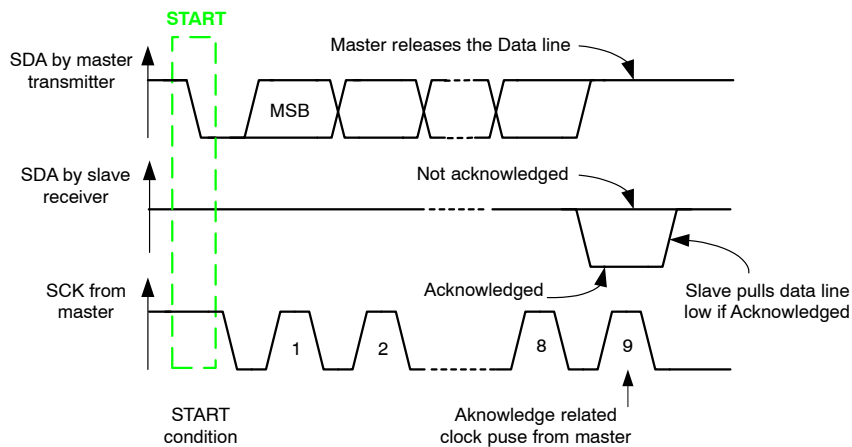 START
Master releases the Data line
SDA by master
transmitter
MSB
SDA by slave
receiver
Not acknowledged
Acknowledged
Slave pulls data line
low if Acknowledged
SCK from
master
1
2
8
9
START
condition
Aknowledge related
clock puse from master